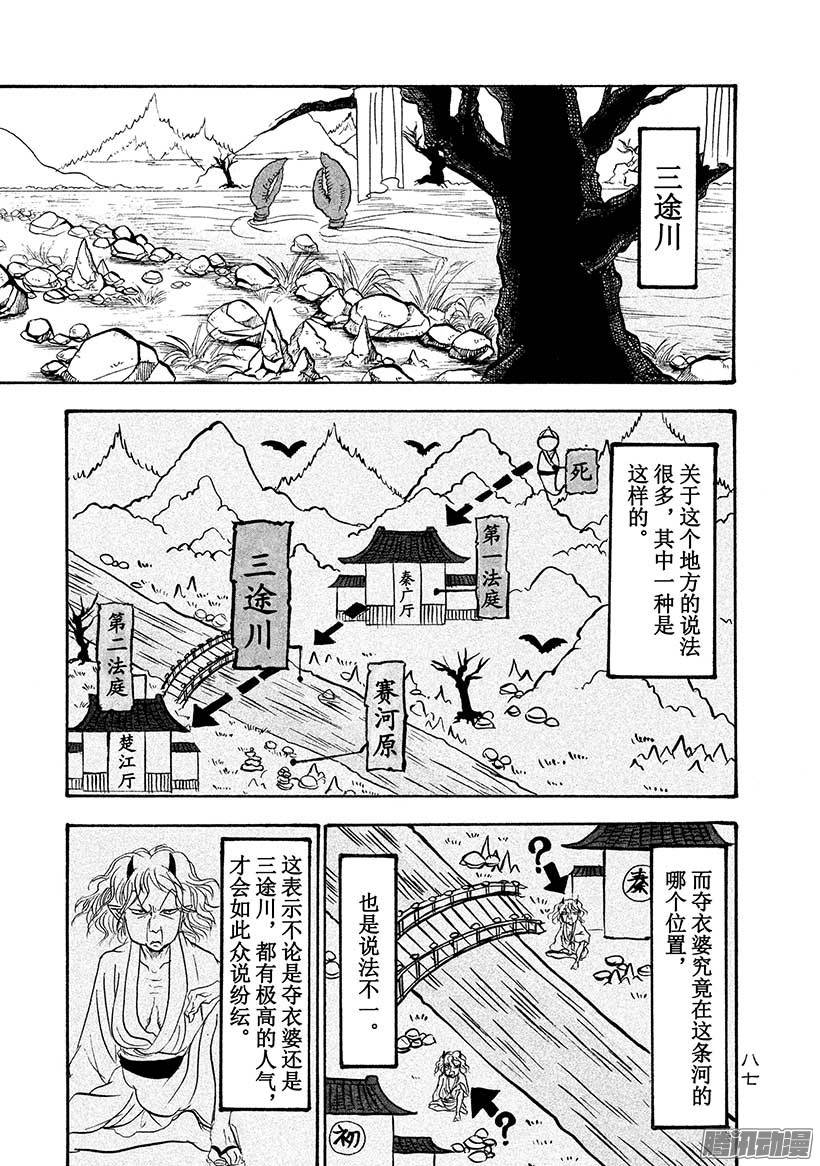 三途川
关于这个地方的说法
很多，其中一种是
这样的。
死
第一法庭
秦广厅
三途川
赛河原
第二法庭
楚江厅
而夺衣婆究竟在这条河的
哪个位置，
?
秦
也是说法不一。
?
初
这表示不论是夺衣婆还是
三途川，都有极高的人气，
才会如此众说纷纭。
八七
腾讯动漫